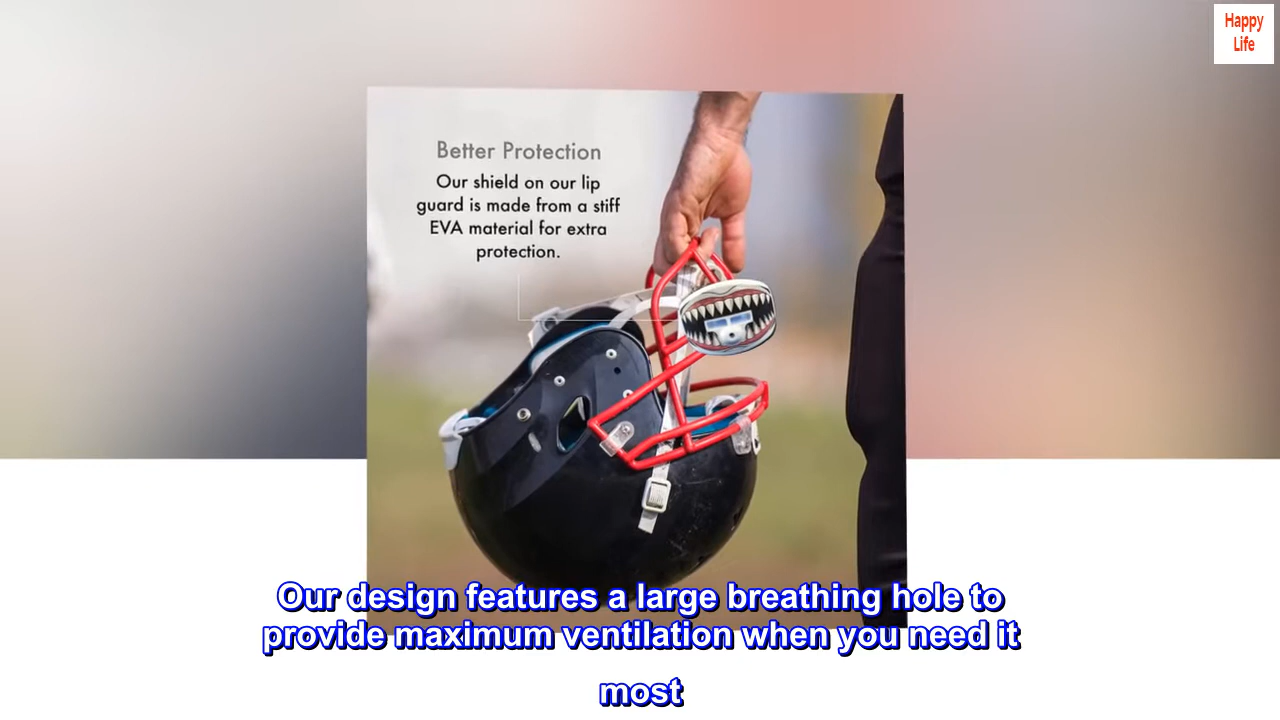 Happy
Life
Better Protection
Our shield on our lip
guard is made from a stiff
EVA material for extra
protection.
Our design features a large breathing hole to
provide maximum ventilation when you need it
most